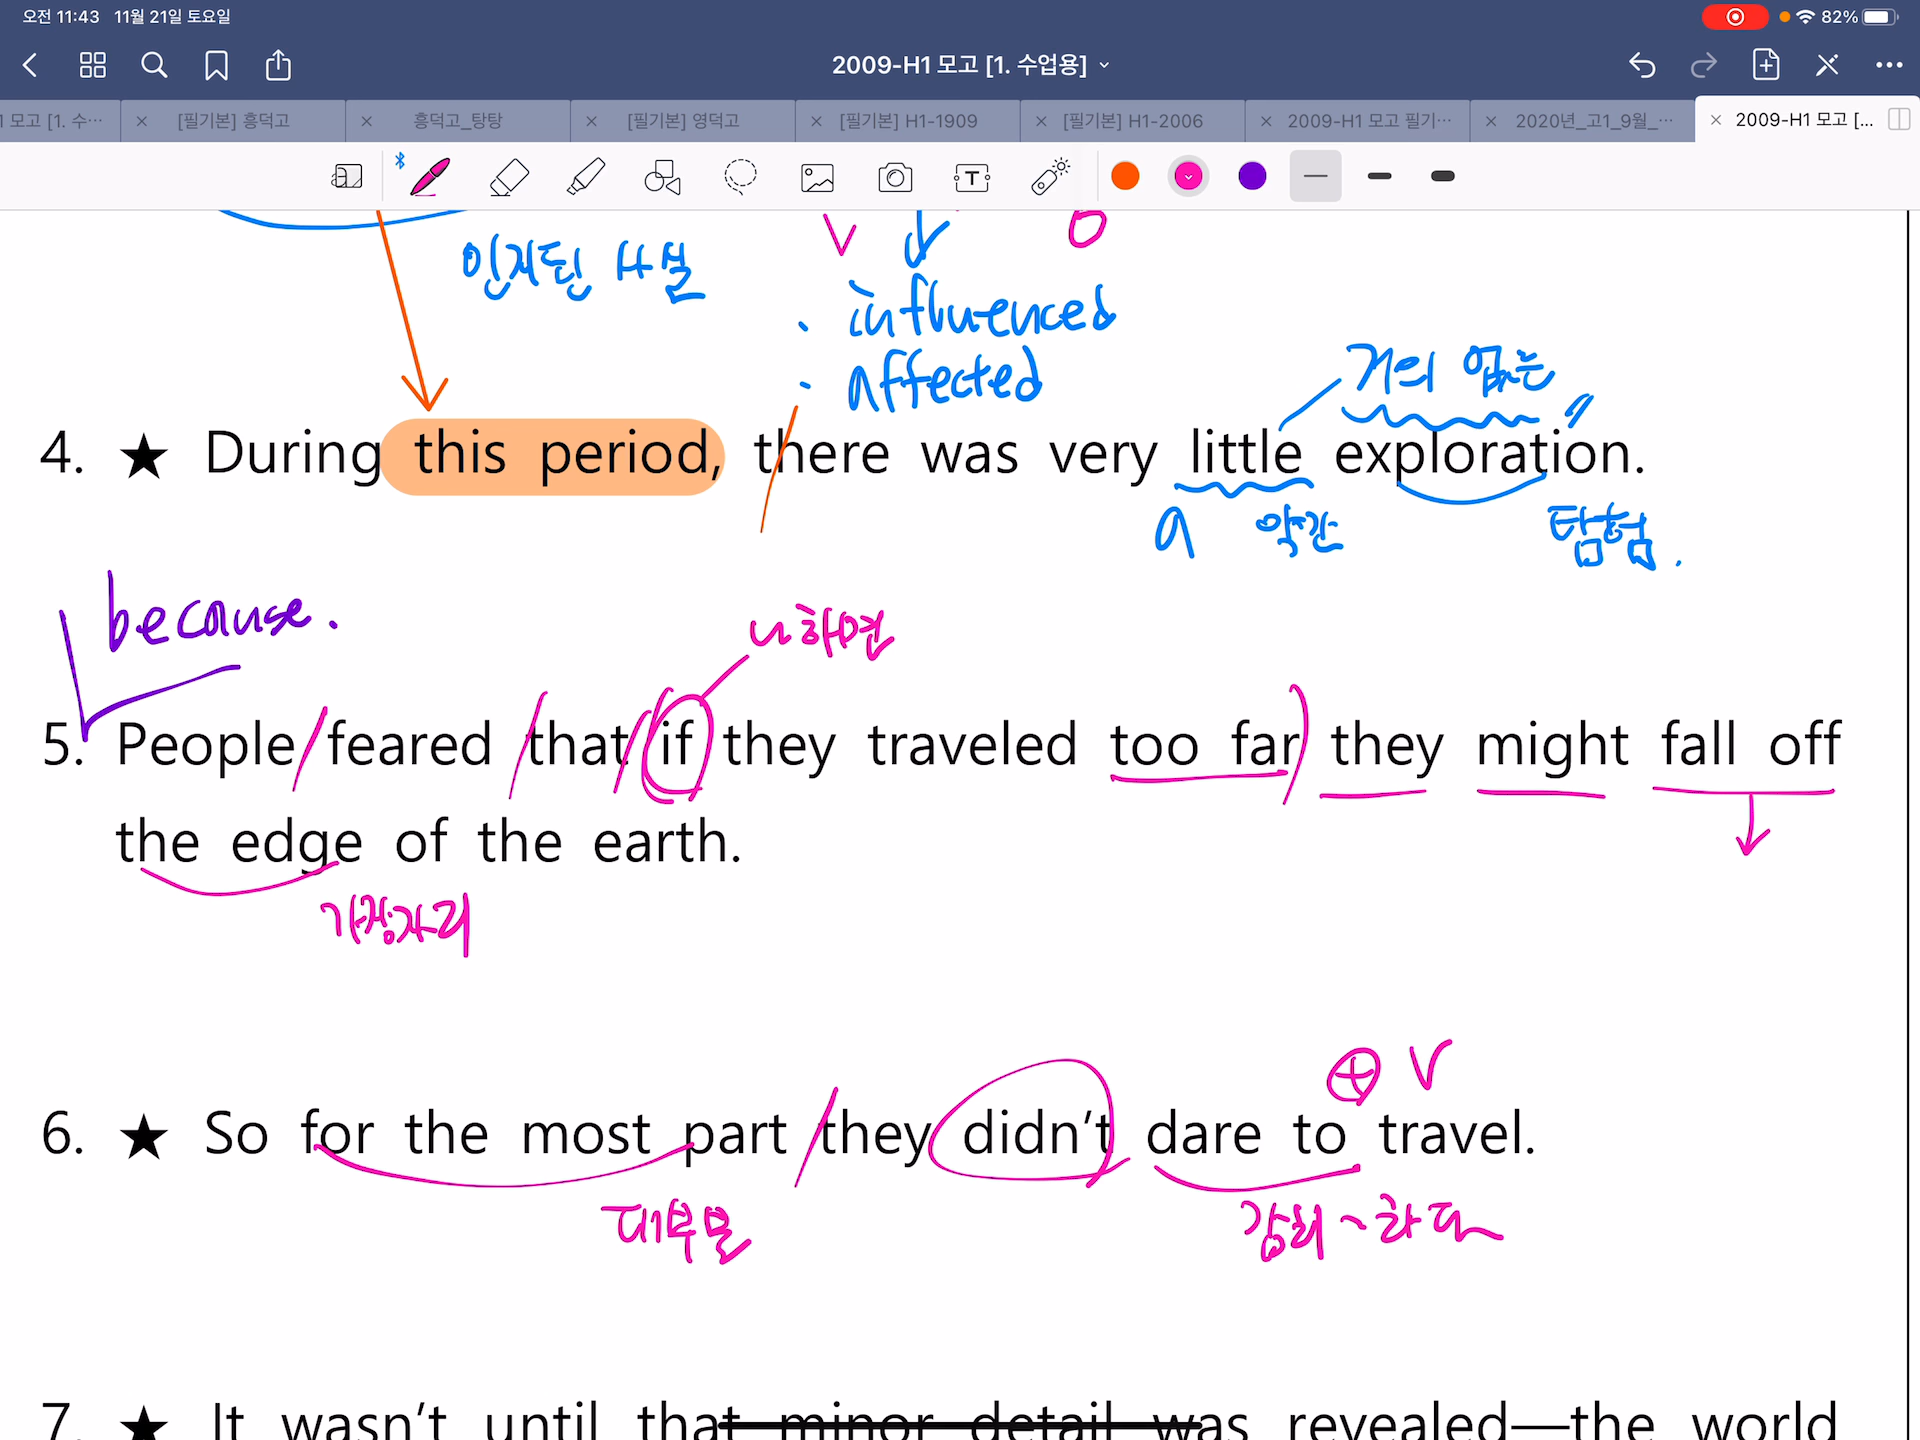 오전 11:43 11월 21일 토요일
82%
2009-H1 모고 [1. 수업용]
모고 [1. 수…
[필기본] 흥덕고
흥덕고_탕탕
[필기본] 영덕고
[필기본] H1-1909
[필기본] H1-2006
2009-H1 모고 필기…
2020년_고1_9월_…
2009-H1 모고 [...
인지된 사실
V
O
· influenced
· affected
거의 없는
4. ★ During this period, there was very little exploration.
a 약간
탐험.
because.
~하면
5. People feared that if they traveled too far they might fall off
the edge of the earth.
가장자리
+ V
6. ★ So for the most part they didn't dare to travel.
대부분
감히 ~하다
7. ★ It wasn't until that minor detail was revealed—the world